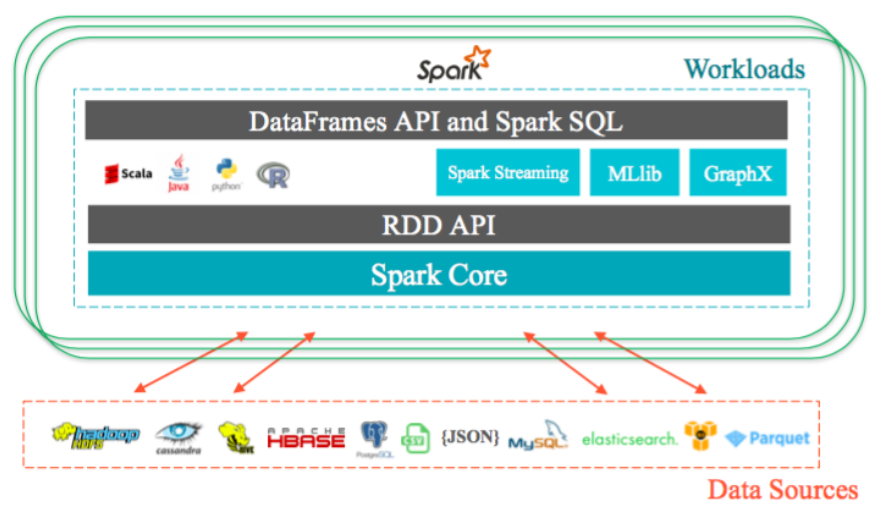 Spark
Workloads
DataFrames API and Spark SQL
Scala
Java
python
R
Spark Streaming
MLlib
GraphX
RDD API
Spark Core
hadoop
HDFS
cassandra
HIVE
APACHE
HBASE
PostgreSQL
CSV
{JSON}
MySQL
elasticsearch.
Parquet
Data Sources